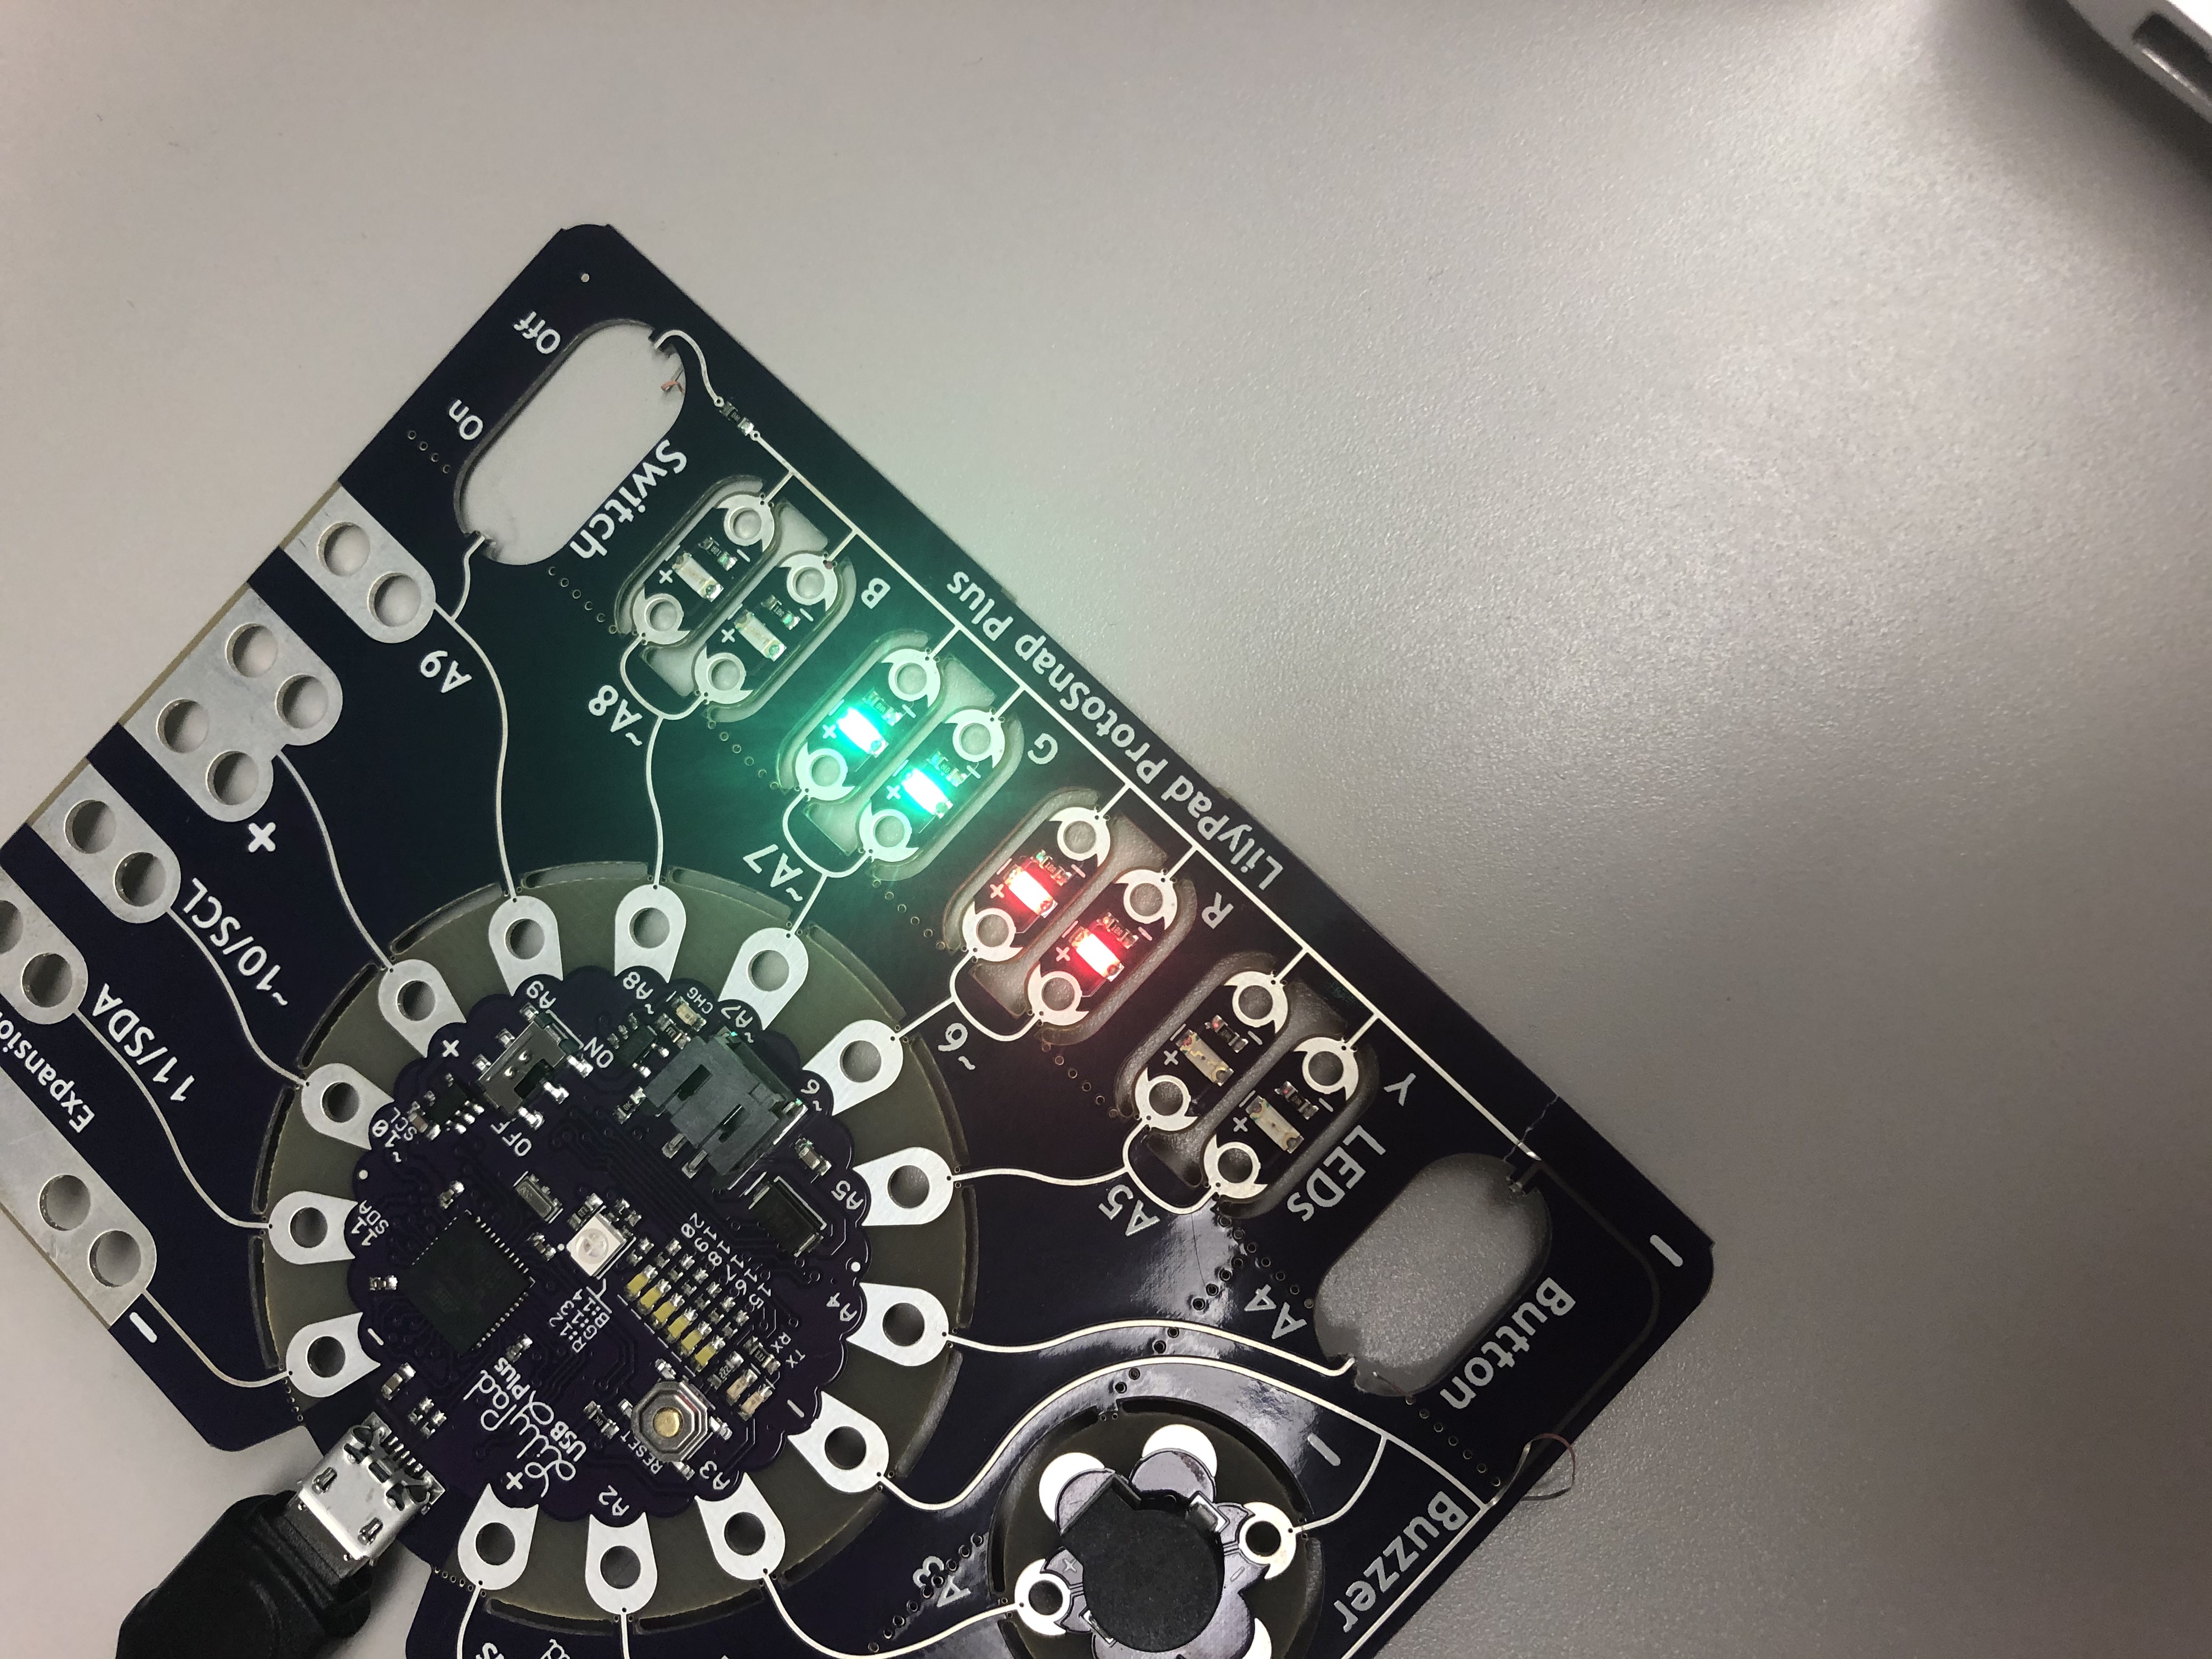 Expansion
11/SDA
~10/SCL
+
A9
On
Off
Switch
~A8
B
~A7
G
~6
R
A5
Y
LEDs
LilyPad ProtoSnap Plus
A4
Button
A3
Buzzer
-
-
-
LilyPad
USB Plus
-
11
SDA
~10
SCL
+
A9
~A8
~A7
~6
A5
A4
-
A3
A2
+
OFF
ON
CHG
R:12
G:13
B:14
RESET
TX
RX